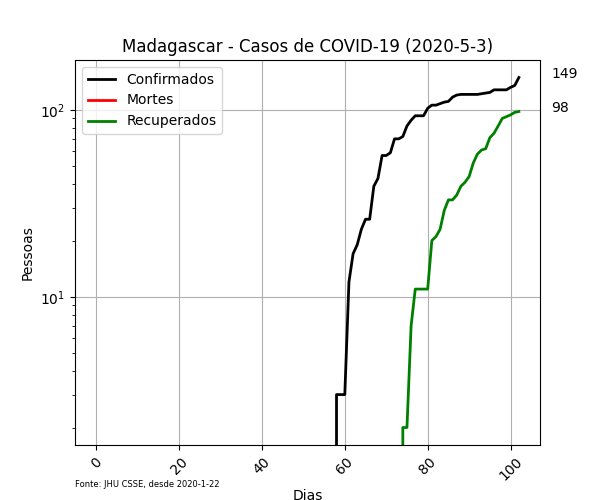 Madagascar - Casos de COVID-19 (2020-5-3)
Confirmados
Mortes
Recuperados
149
98
10²
10¹
Pessoas
0 20 40 60 80 100
Fonte: JHU CSSE, desde 2020-1-22
Dias